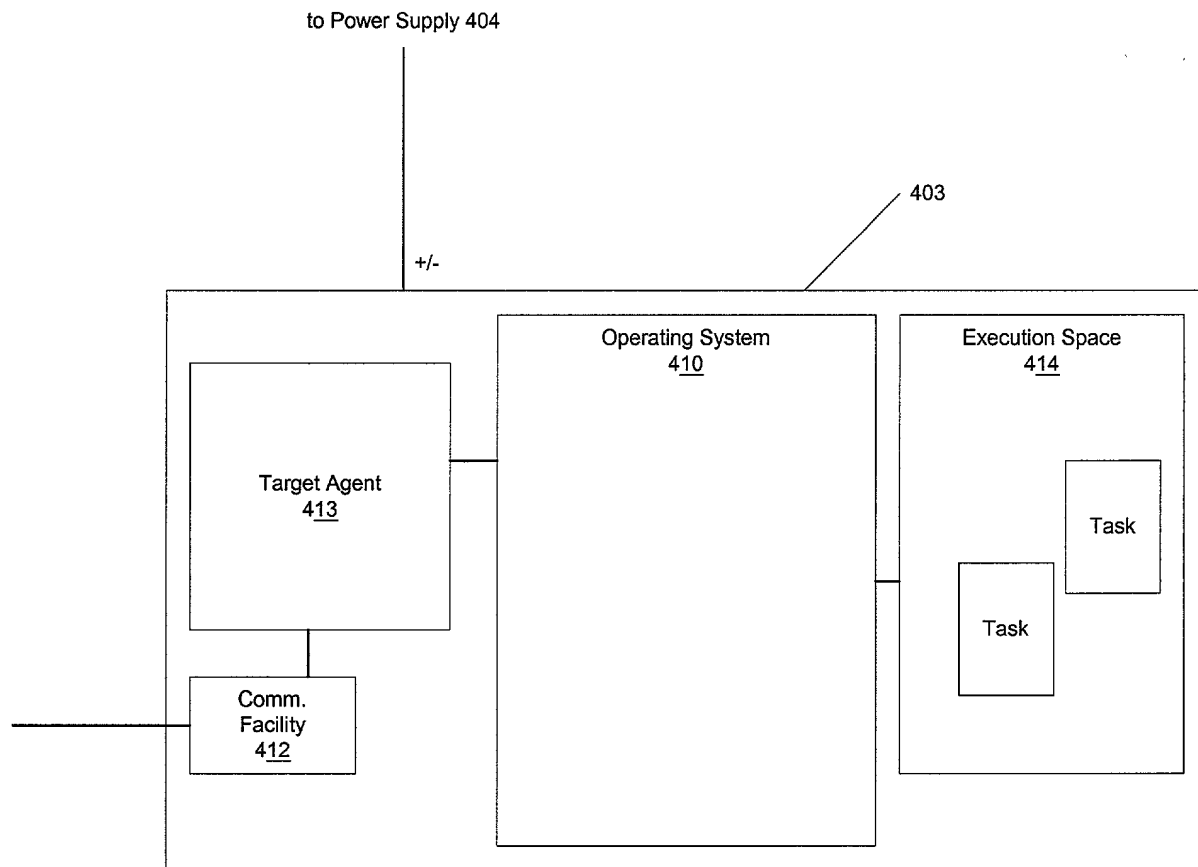 to Power Supply 404
403
+/-
Operating System
410
Execution Space
414
Target Agent
413
Task
Task
Comm.
Facility
412